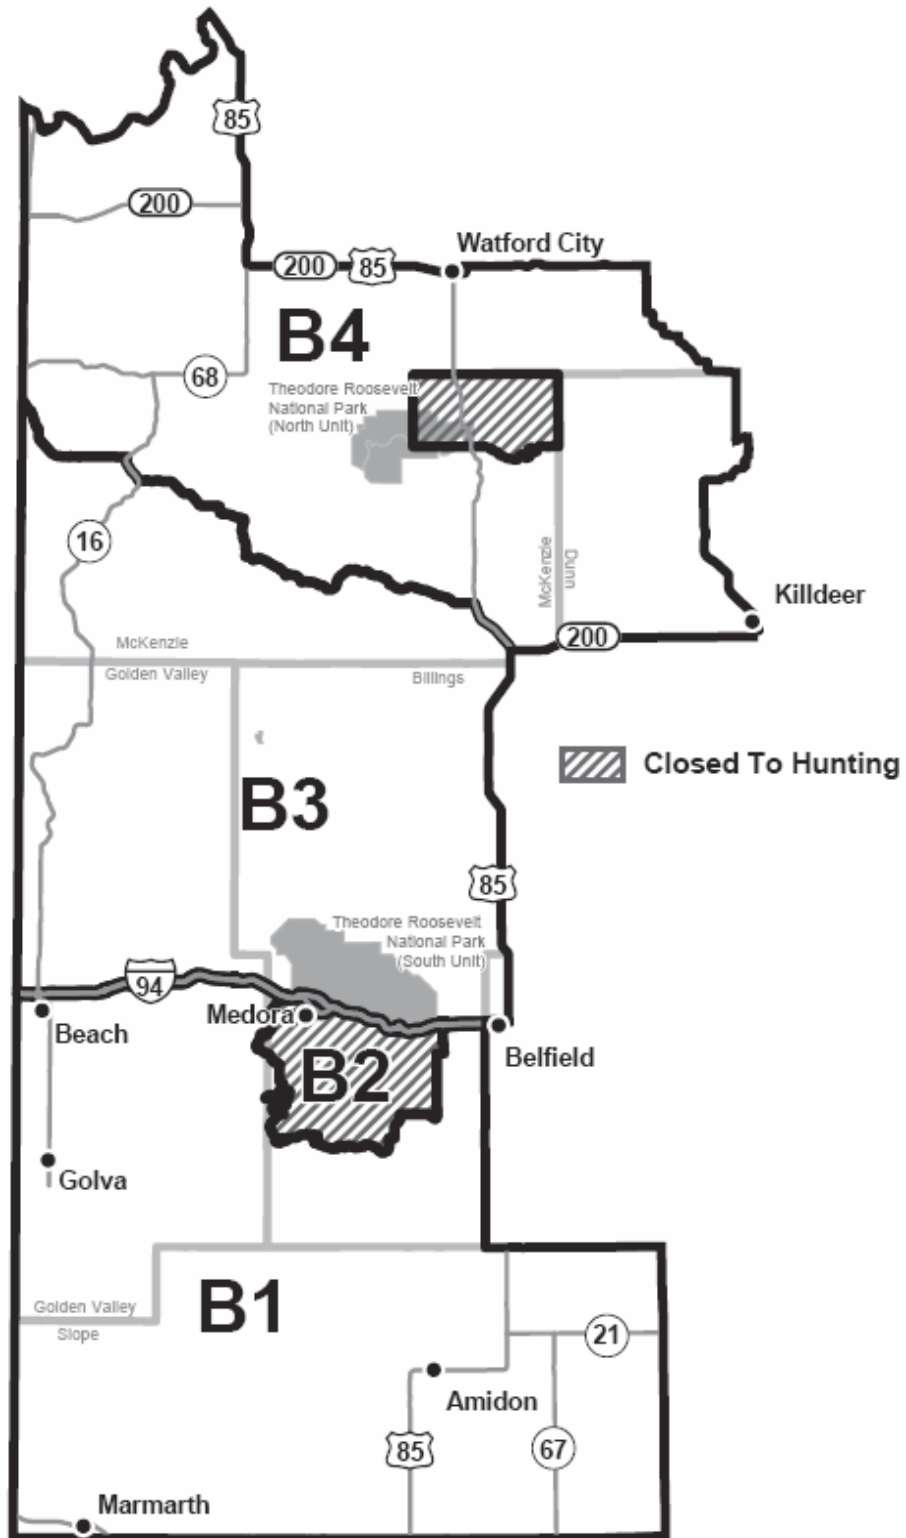 85
200
Watford City
200
85
B4
68
Theodore Roosevelt
National Park
(North Unit)
16
McKenzie
Dunn
Killdeer
200
McKenzie
Golden Valley
Billings
Closed To Hunting
B3
85
Theodore Roosevelt
National Park
(South Unit)
94
Medora
Beach
Belfield
B2
Golva
B1
Golden Valley
Slope
21
Amidon
85
67
Marmarth